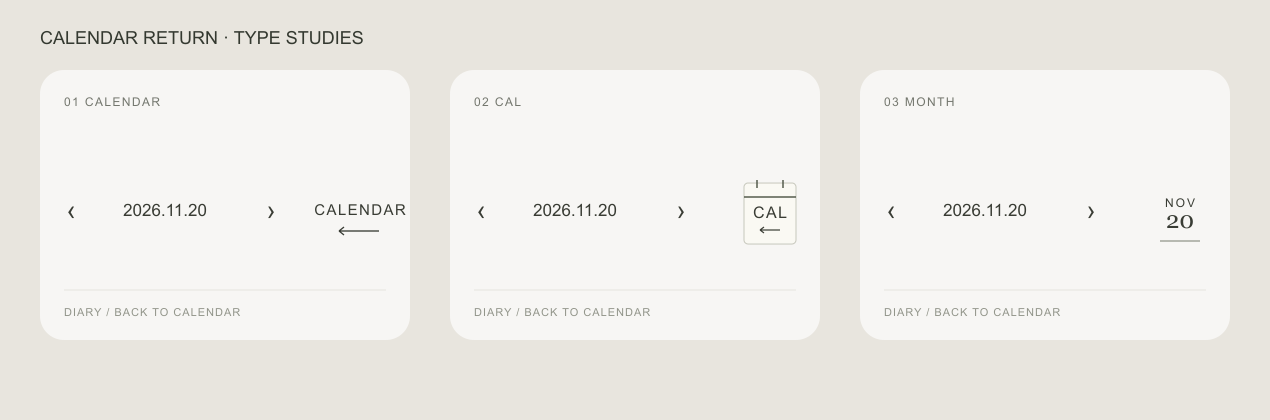 CALENDAR RETURN · TYPE STUDIES
01 CALENDAR
‹ 2026.11.20 › CALENDAR
←
DIARY / BACK TO CALENDAR
02 CAL
‹ 2026.11.20 › CAL
←
DIARY / BACK TO CALENDAR
03 MONTH
NOV
‹ 2026.11.20 › 20
DIARY / BACK TO CALENDAR